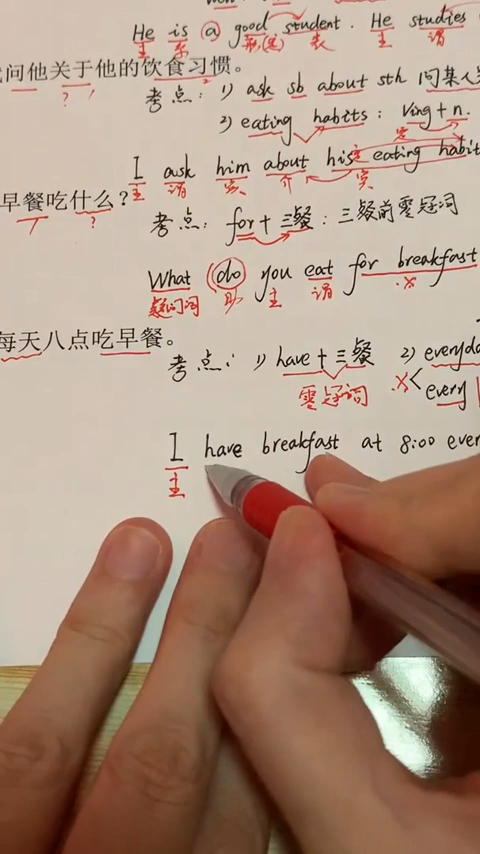 He is a good student. He studies
主 系 形(定) 表 主 谓
问他关于他的饮食习惯。
考点：1) ask sb about sth 问某人
2) eating habits: Ving+n.
定
I ask him about his eating habit
主 谓 宾 介 宾
早餐吃什么？
考点：for+三餐：三餐前零冠词
What (do) you eat for breakfast
疑问词 助 主 谓
每天八点吃早餐。
考点：1) have+三餐 2) everyda
零冠词 every
I have breakfast at 8:00 ever
主